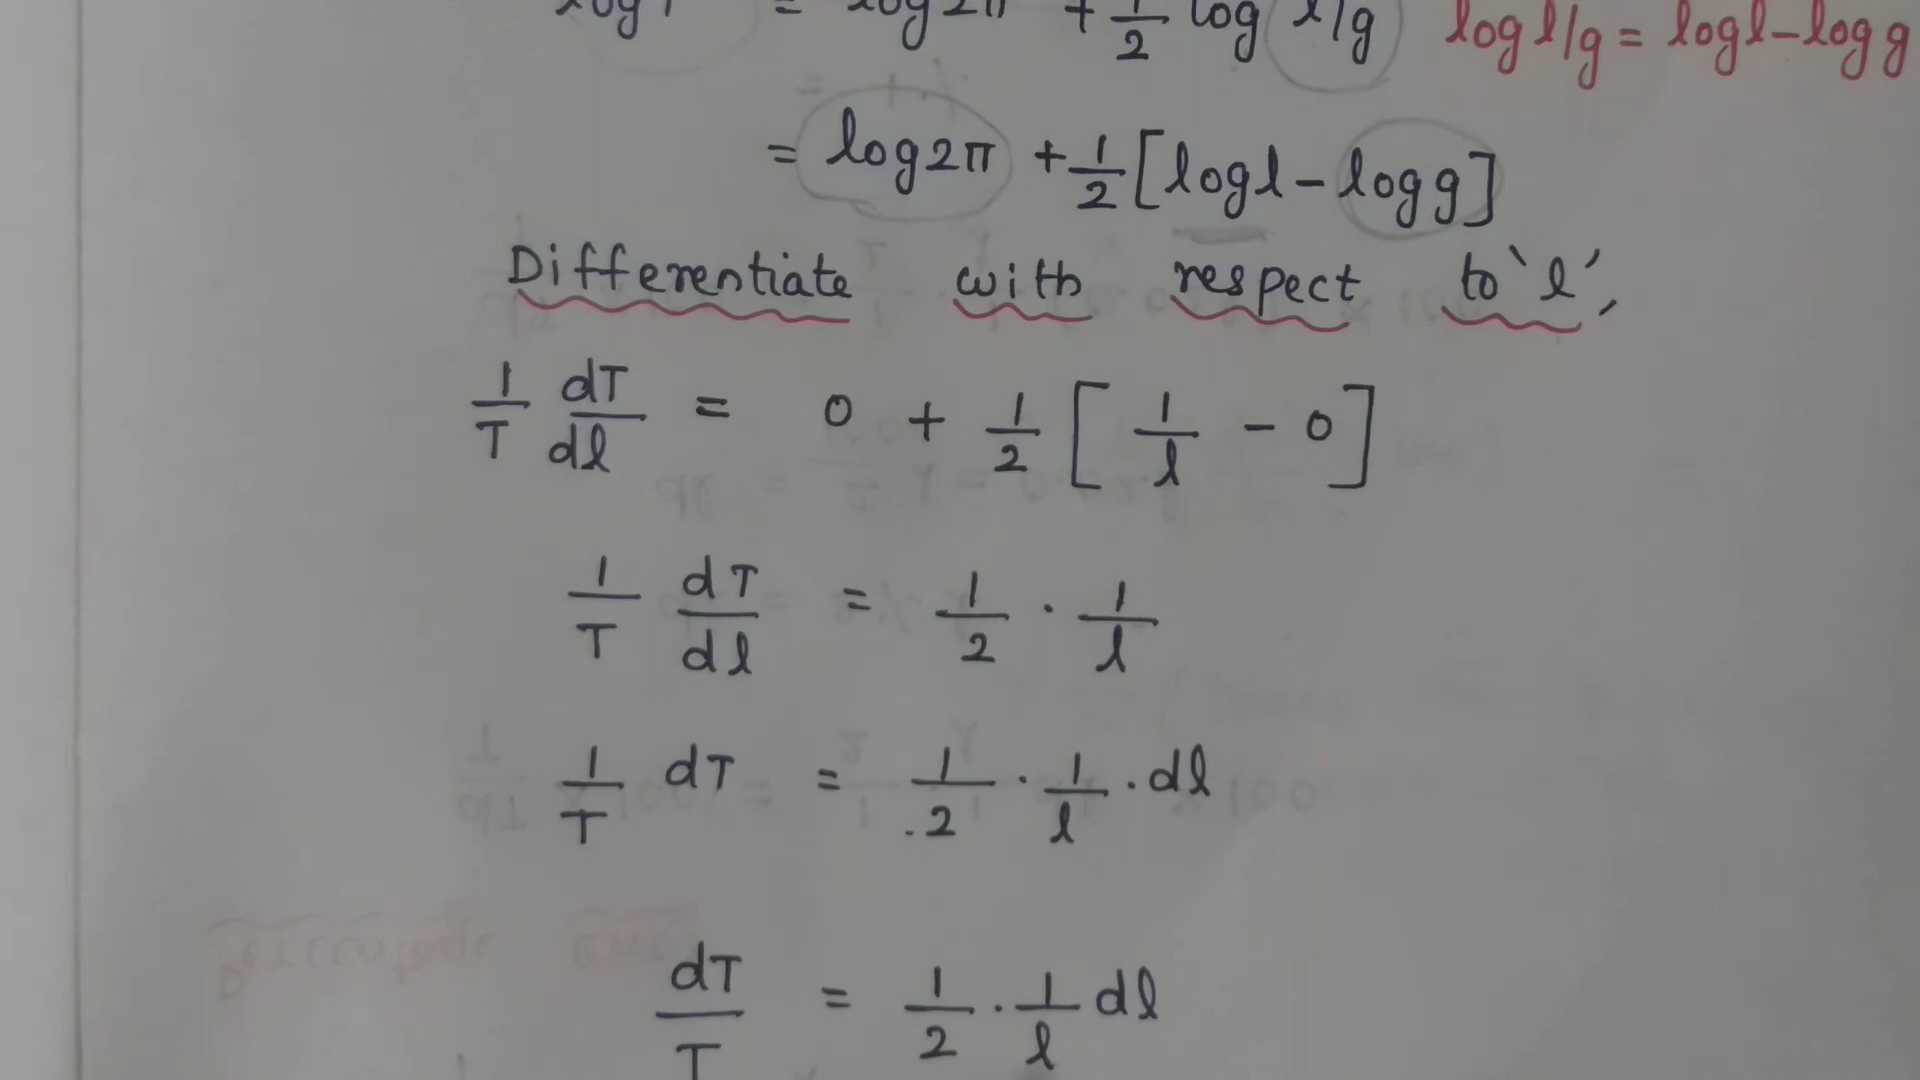 log = log2π + 1/2 log l/g log l/g = log l - log g
= log2π + 1/2 [log l - log g]
Differentiate with respect to 'l',
1/T dT/dl = 0 + 1/2 [1/l - 0]
1/T dT/dl = 1/2 · 1/l
1/T dT = 1/2 · 1/l · dl
dT/T = 1/2 · 1/l dl